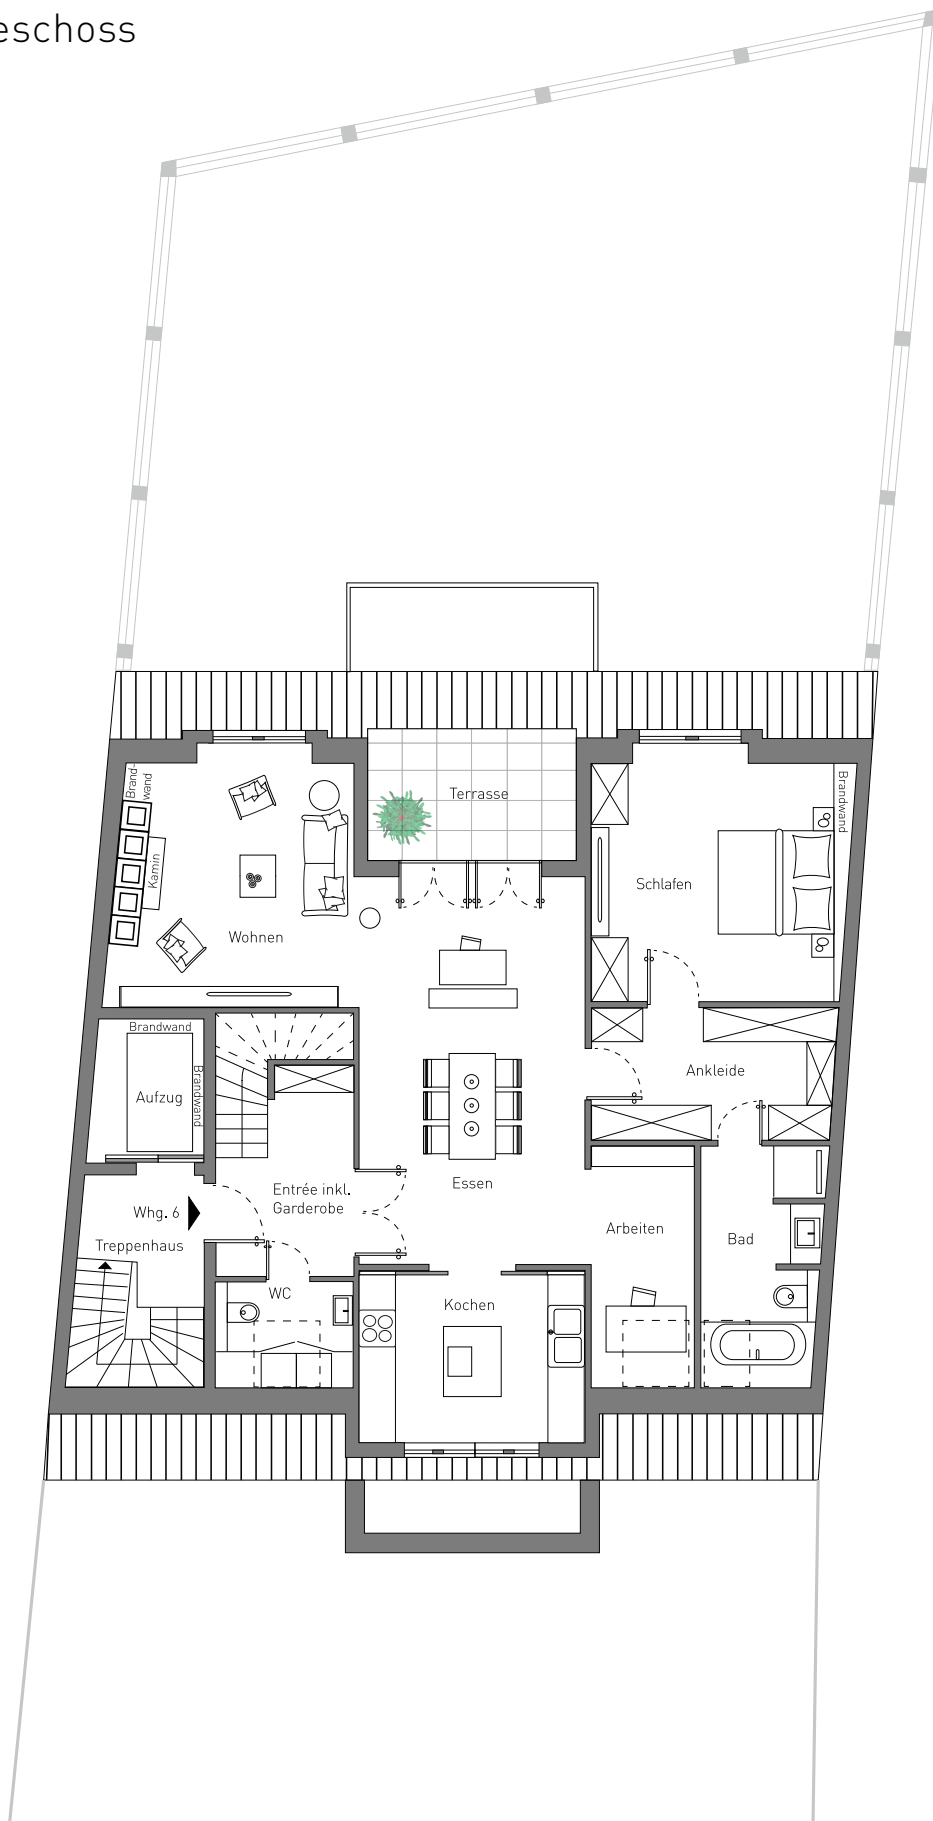 eschoss
Terrasse
Brand-
wand
Brandwand
Kamin
Schlafen
Wohnen
Brandwand
Brandwand
Aufzug
Ankleide
Entrée inkl.
Garderobe
Essen
Whg. 6
Treppenhaus
Arbeiten
Bad
WC
Kochen